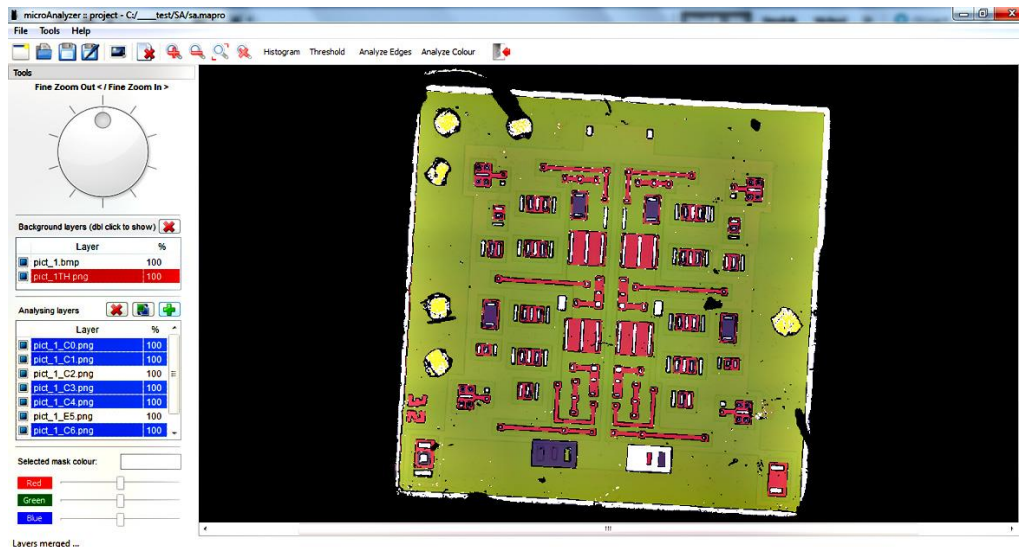 microAnalyzer :: project - C:/____test/SA/sa.mapro
File Tools Help
Histogram Threshold Analyze Edges Analyze Colour
Tools
Fine Zoom Out < / Fine Zoom In >
Background layers (dbl click to show)
Layer %
pict_1.bmp 100
pict_1TH.png 100
Analysing layers
Layer %
pict_1_C0.png 100
pict_1_C1.png 100
pict_1_C2.png 100
pict_1_C3.png 100
pict_1_C4.png 100
pict_1_E5.png 100
pict_1_C6.png 100
Selected mask colour:
Red
Green
Blue
Layers merged ...